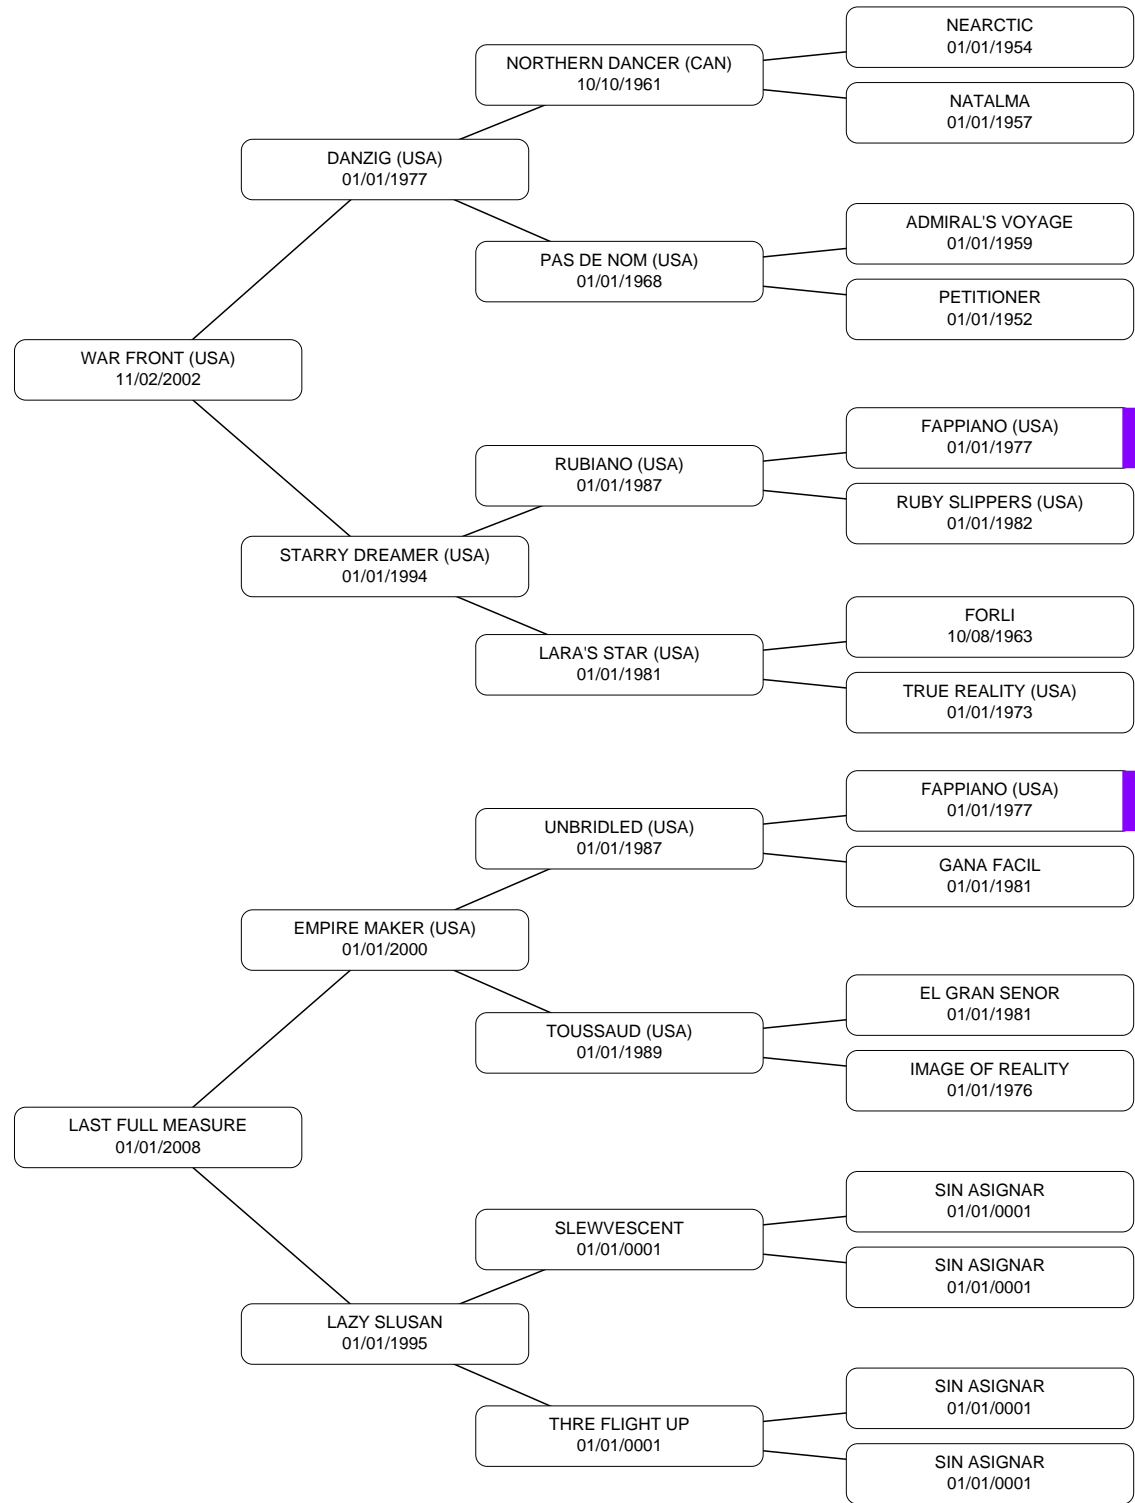 NEARCTIC
01/01/1954
NORTHERN DANCER (CAN)
10/10/1961
NATALMA
01/01/1957
DANZIG (USA)
01/01/1977
ADMIRAL'S VOYAGE
01/01/1959
PAS DE NOM (USA)
01/01/1968
PETITIONER
01/01/1952
WAR FRONT (USA)
11/02/2002
FAPPIANO (USA)
01/01/1977
RUBIANO (USA)
01/01/1987
RUBY SLIPPERS (USA)
01/01/1982
STARRY DREAMER (USA)
01/01/1994
FORLI
10/08/1963
LARA'S STAR (USA)
01/01/1981
TRUE REALITY (USA)
01/01/1973
FAPPIANO (USA)
01/01/1977
UNBRIDLED (USA)
01/01/1987
GANA FACIL
01/01/1981
EMPIRE MAKER (USA)
01/01/2000
EL GRAN SENOR
01/01/1981
TOUSSAUD (USA)
01/01/1989
IMAGE OF REALITY
01/01/1976
LAST FULL MEASURE
01/01/2008
SIN ASIGNAR
01/01/0001
SLEWVESCENT
01/01/0001
SIN ASIGNAR
01/01/0001
LAZY SLUSAN
01/01/1995
SIN ASIGNAR
01/01/0001
THRE FLIGHT UP
01/01/0001
SIN ASIGNAR
01/01/0001